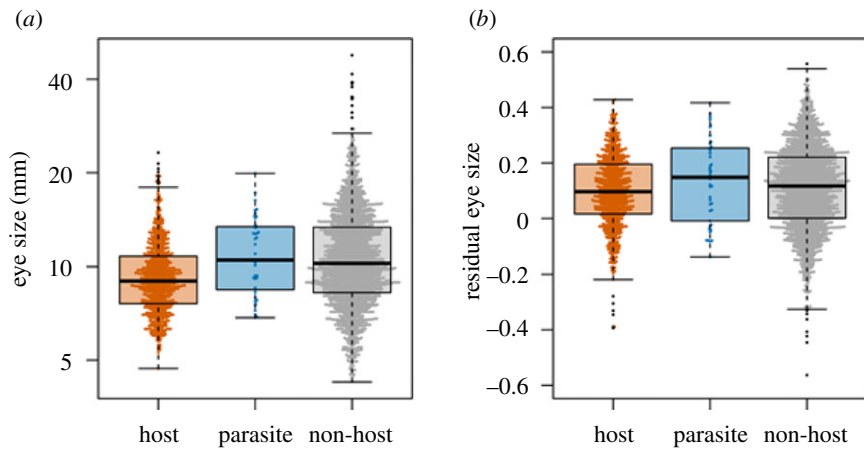 (a)
eye size (mm)
40
20
10
5
host parasite non-host
(b)
residual eye size
0.6
0.4
0.2
0
–0.2
–0.4
–0.6
host parasite non-host